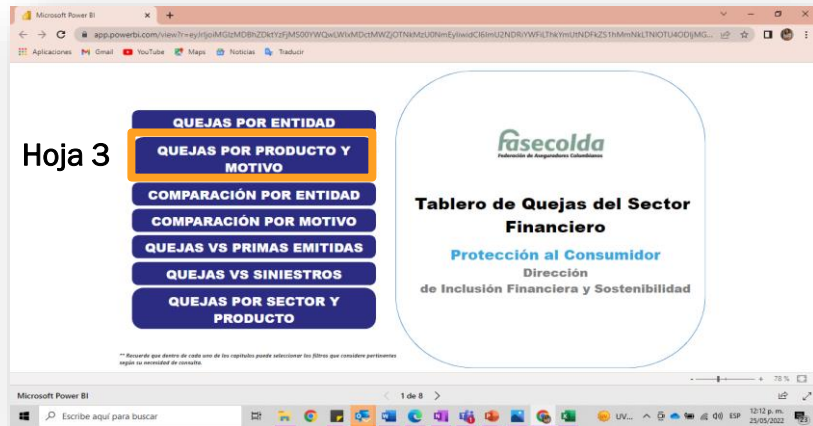 Microsoft Power BI
app.powerbi.com/view?r=
Aplicaciones Gmail YouTube Maps Noticias Traducir
Hoja 3
QUEJAS POR ENTIDAD
QUEJAS POR PRODUCTO Y
MOTIVO
COMPARACIÓN POR ENTIDAD
COMPARACIÓN POR MOTIVO
QUEJAS VS PRIMAS EMITIDAS
QUEJAS VS SINIESTROS
QUEJAS POR SECTOR Y
PRODUCTO
** Recuerde que dentro de cada uno de los capítulos puede seleccionar los filtros que considere pertinentes
según su necesidad de consulta.
fasecolda
Federación de Aseguradores Colombianos
Tablero de Quejas del Sector
Financiero
Protección al Consumidor
Dirección
de Inclusión Financiera y Sostenibilidad
78 %
Microsoft Power BI
1 de 8
Escribe aquí para buscar
UV...
ESP
12:12 p. m.
25/05/2022